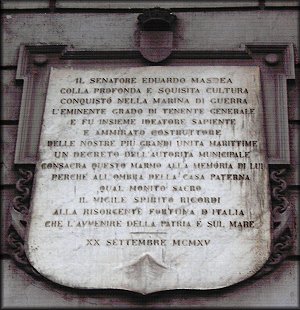 IL SENATORE EDUARDO MASDEA
COLLA PROFONDA E SQUISITA CULTURA
CONQUISTÒ NELLA MARINA DI GUERRA
L'EMINENTE GRADO DI TENENTE GENERALE
E FU INSIEME IDEATORE SAPIENTE
E AMMIRATO COSTRUTTORE
DELLE NOSTRE PIÙ GRANDI UNITÀ MARITTIME
UN DECRETO DELL'AUTORITÀ MUNICIPALE
CONSACRA QUESTO MARMO ALLA MEMORIA DI LUI
PERCHÈ ALL'OMBRA DELLA CASA PATERNA
QUAL MONITO SACRO
IL VIGILE SPIRITO RICORDI
ALLA RISORGENTE FORTUNA D'ITALIA
CHE L'AVVENIRE DELLA PATRIA È SUL MARE
XX SETTEMBRE MCMXV